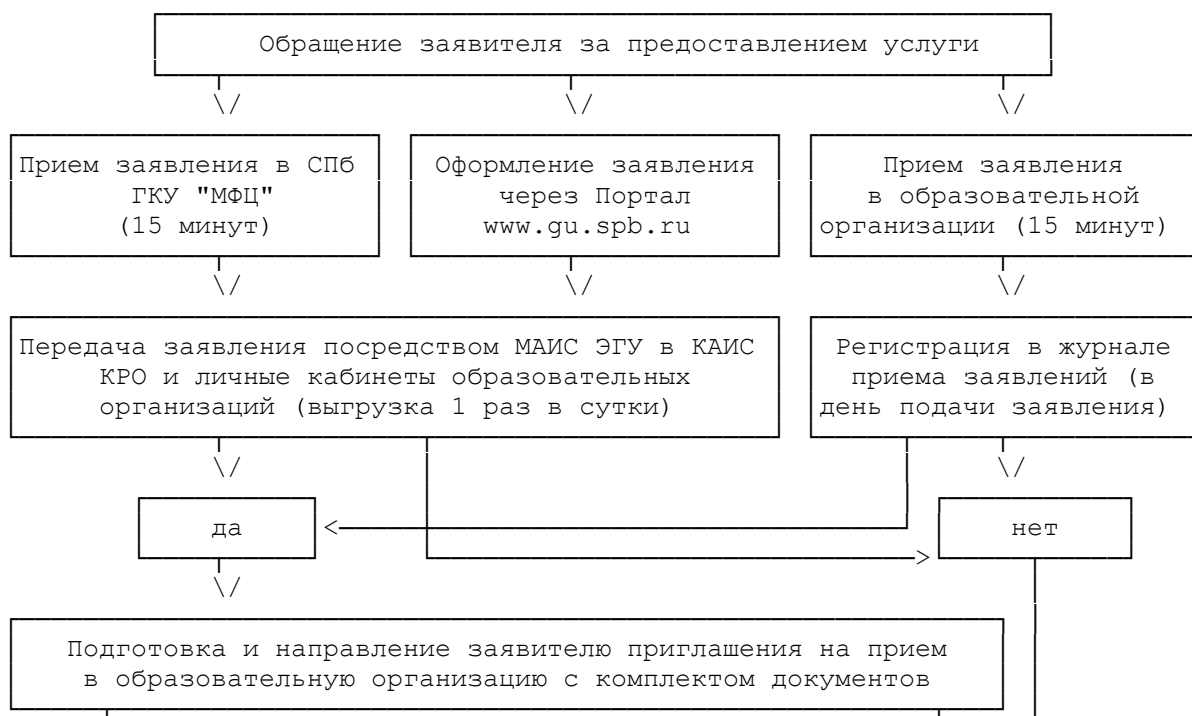 Обращение заявителя за предоставлением услуги
Прием заявления в СПб
ГКУ "МФЦ"
(15 минут)
Оформление заявления
через Портал
www.gu.spb.ru
Прием заявления
в образовательной
организации (15 минут)
Передача заявления посредством МАИС ЭГУ в КАИС
КРО и личные кабинеты образовательных
организаций (выгрузка 1 раз в сутки)
Регистрация в журнале
приема заявлений (в
день подачи заявления)
да
нет
Подготовка и направление заявителю приглашения на прием
в образовательную организацию с комплектом документов